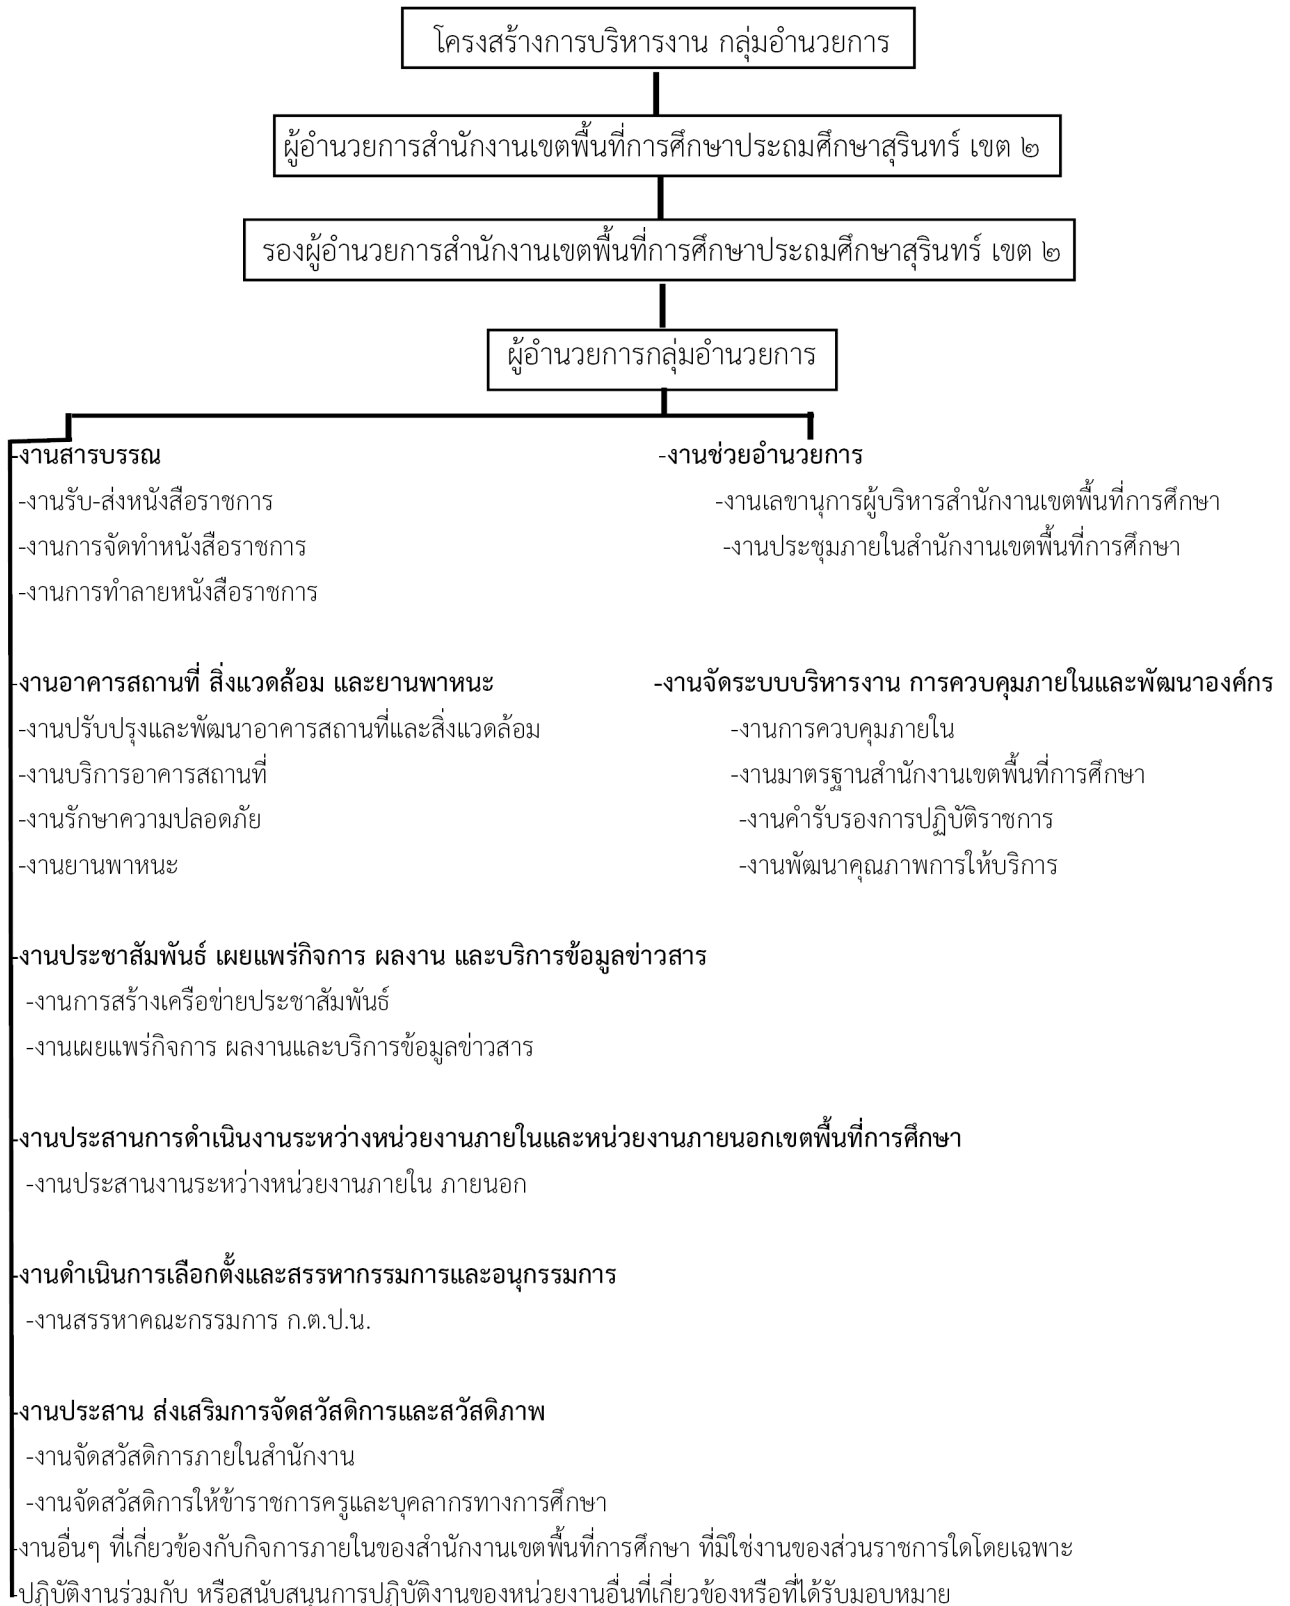 โครงสร้างการบริหารงาน กลุ่มอำนวยการ
ผู้อำนวยการสำนักงานเขตพื้นที่การศึกษาประถมศึกษาสุรินทร์ เขต ๒
รองผู้อำนวยการสำนักงานเขตพื้นที่การศึกษาประถมศึกษาสุรินทร์ เขต ๒
ผู้อำนวยการกลุ่มอำนวยการ
-งานสารบรรณ
-งานรับ-ส่งหนังสือราชการ
-งานการจัดทำหนังสือราชการ
-งานการทำลายหนังสือราชการ
-งานช่วยอำนวยการ
-งานเลขานุการผู้บริหารสำนักงานเขตพื้นที่การศึกษา
-งานประชุมภายในสำนักงานเขตพื้นที่การศึกษา
-งานอาคารสถานที่ สิ่งแวดล้อม และยานพาหนะ
-งานปรับปรุงและพัฒนาอาคารสถานที่และสิ่งแวดล้อม
-งานบริการอาคารสถานที่
-งานรักษาความปลอดภัย
-งานยานพาหนะ
-งานจัดระบบบริหารงาน การควบคุมภายในและพัฒนาองค์กร
-งานการควบคุมภายใน
-งานมาตรฐานสำนักงานเขตพื้นที่การศึกษา
-งานคำรับรองการปฏิบัติราชการ
-งานพัฒนาคุณภาพการให้บริการ
-งานประชาสัมพันธ์ เผยแพร่กิจการ ผลงาน และบริการข้อมูลข่าวสาร
-งานการสร้างเครือข่ายประชาสัมพันธ์
-งานเผยแพร่กิจการ ผลงานและบริการข้อมูลข่าวสาร
-งานประสานการดำเนินงานระหว่างหน่วยงานภายในและหน่วยงานภายนอกเขตพื้นที่การศึกษา
-งานประสานงานระหว่างหน่วยงานภายใน ภายนอก
-งานดำเนินการเลือกตั้งและสรรหากรรมการและอนุกรรมการ
-งานสรรหาคณะกรรมการ ก.ต.ป.น.
-งานประสาน ส่งเสริมการจัดสวัสดิการและสวัสดิภาพ
-งานจัดสวัสดิการภายในสำนักงาน
-งานจัดสวัสดิการให้ข้าราชการครูและบุคลากรทางการศึกษา
-งานอื่นๆ ที่เกี่ยวข้องกับกิจการภายในของสำนักงานเขตพื้นที่การศึกษา ที่มิใช่งานของส่วนราชการใดโดยเฉพาะ
-ปฏิบัติงานร่วมกับ หรือสนับสนุนการปฏิบัติงานของหน่วยงานอื่นที่เกี่ยวข้องหรือที่ได้รับมอบหมาย